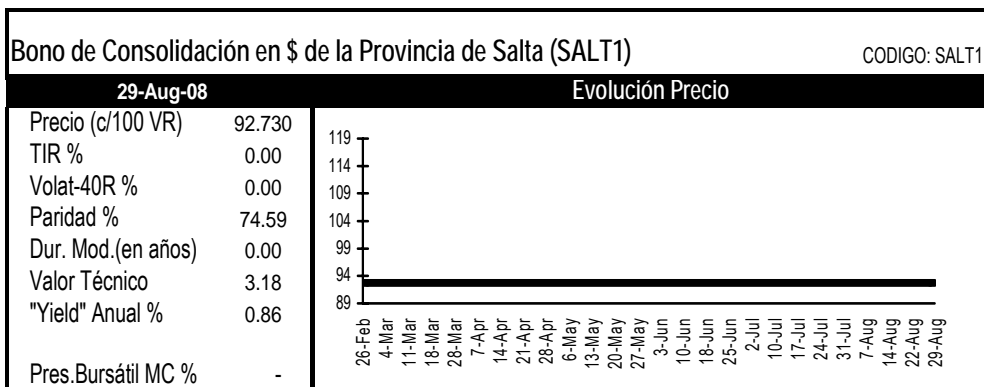 Bono de Consolidación en $ de la Provincia de Salta (SALT1) CODIGO: SALT1
29-Aug-08 Evolución Precio
Precio (c/100 VR) 92.730
TIR % 0.00
Volat-40R % 0.00
Paridad % 74.59
Dur. Mod.(en años) 0.00
Valor Técnico 3.18
"Yield" Anual % 0.86
Pres.Bursátil MC % -
119
114
109
104
99
94
89
26-Feb 4-Mar 11-Mar 18-Mar 28-Mar 7-Apr 14-Apr 21-Apr 28-Apr 6-May 13-May 20-May 27-May 3-Jun 10-Jun 18-Jun 25-Jun 2-Jul 10-Jul 17-Jul 24-Jul 31-Jul 7-Aug 14-Aug 22-Aug 29-Aug